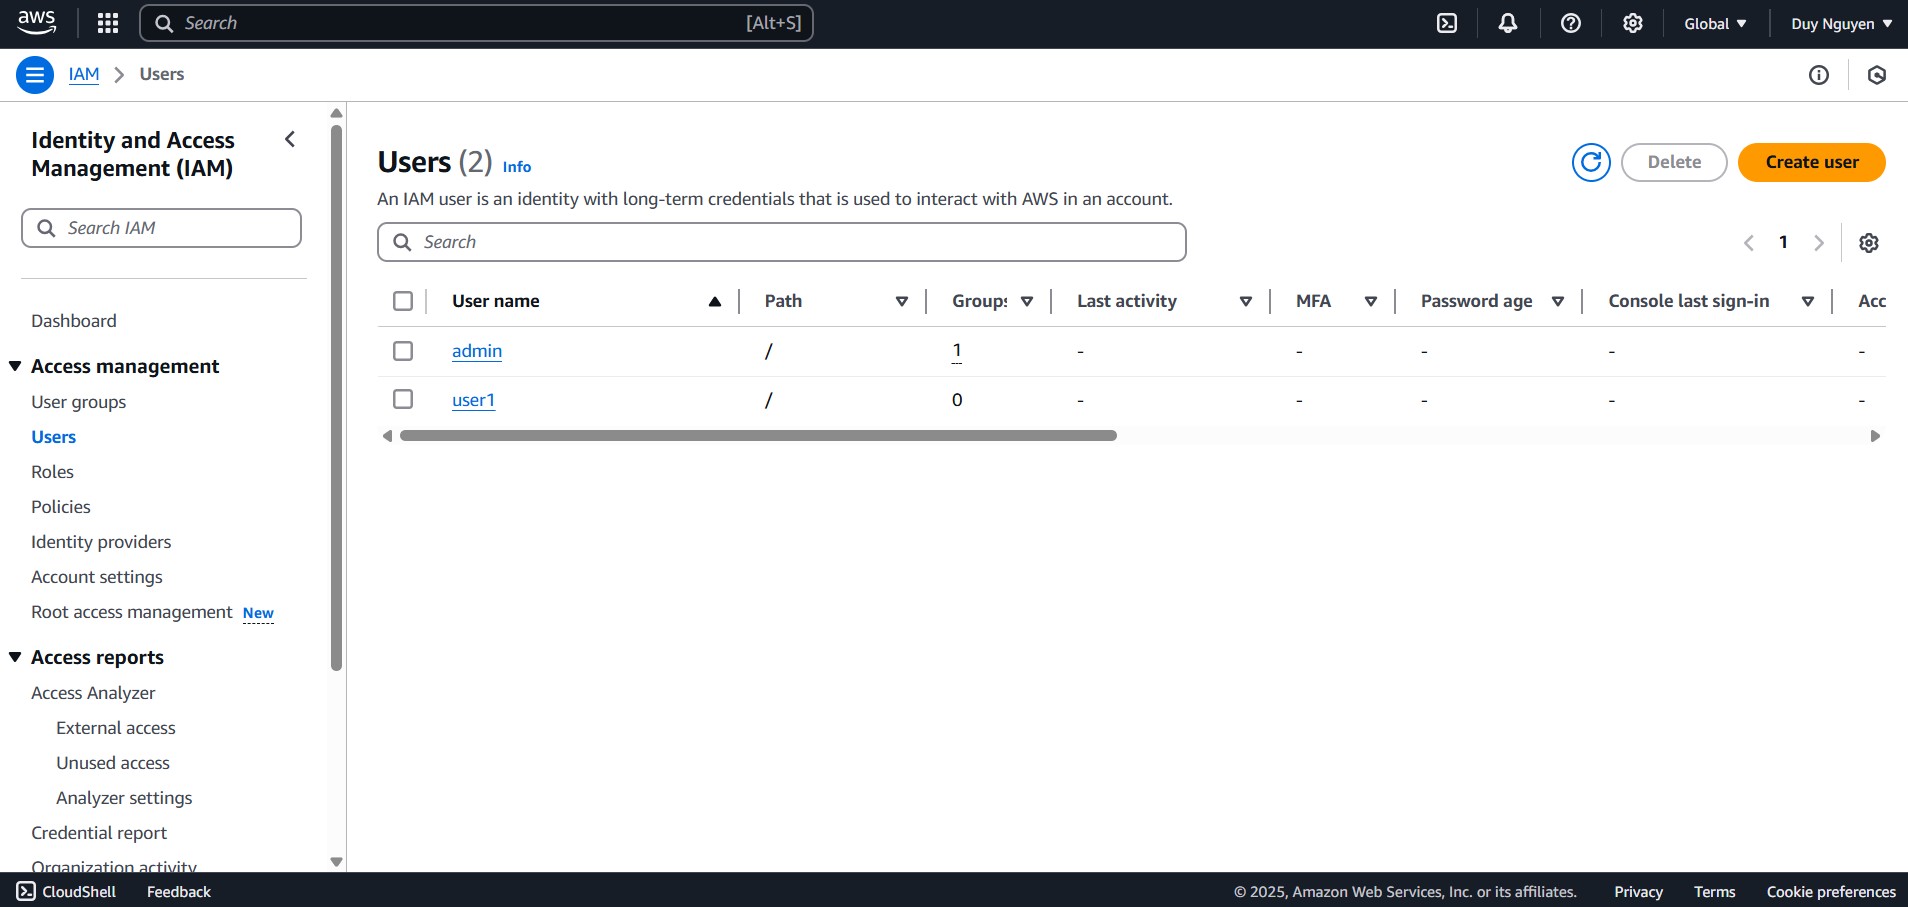 aws
Search [Alt+S]
Global
Duy Nguyen
IAM > Users
Identity and Access
Management (IAM)
Search IAM
Dashboard
Access management
User groups
Users
Roles
Policies
Identity providers
Account settings
Root access management New
Access reports
Access Analyzer
External access
Unused access
Analyzer settings
Credential report
Organization activity
Users (2) Info
Delete
Create user
An IAM user is an identity with long-term credentials that is used to interact with AWS in an account.
Search
1
User name Path Groups Last activity MFA Password age Console last sign-in Acc
admin / 1 - - - - -
user1 / 0 - - - - -
CloudShell Feedback © 2025, Amazon Web Services, Inc. or its affiliates. Privacy Terms Cookie preferences